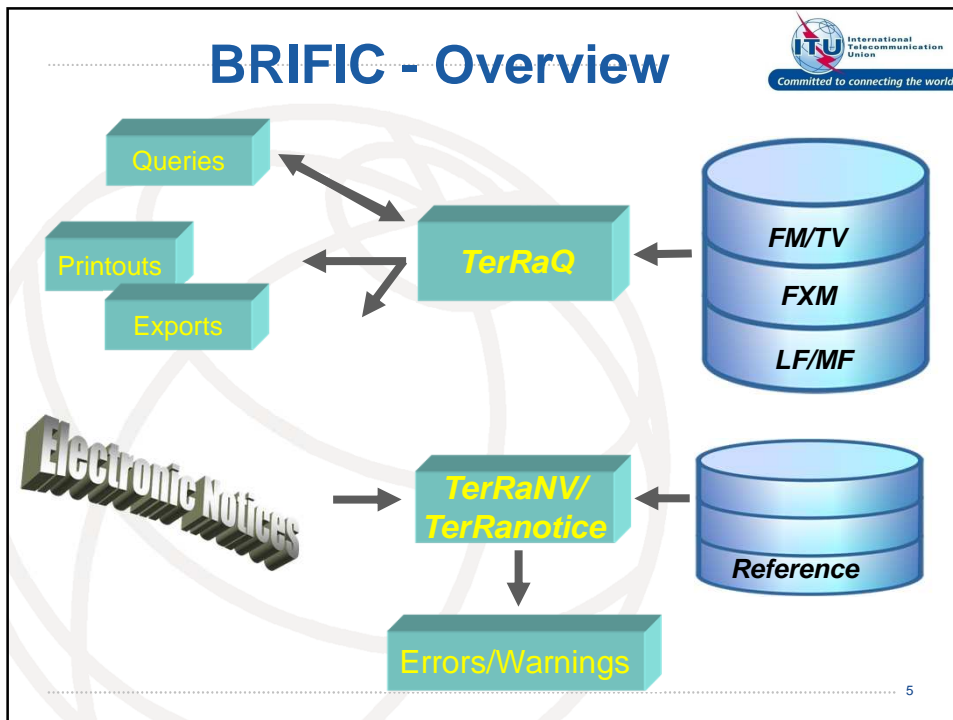 BRIFIC - Overview
ITU
International
Telecommunication
Union
Committed to connecting the world
Queries
Printouts
Exports
TerRaQ
FM/TV
FXM
LF/MF
Electronic Notices
TerRaNV/
TerRanotice
Reference
Errors/Warnings
5